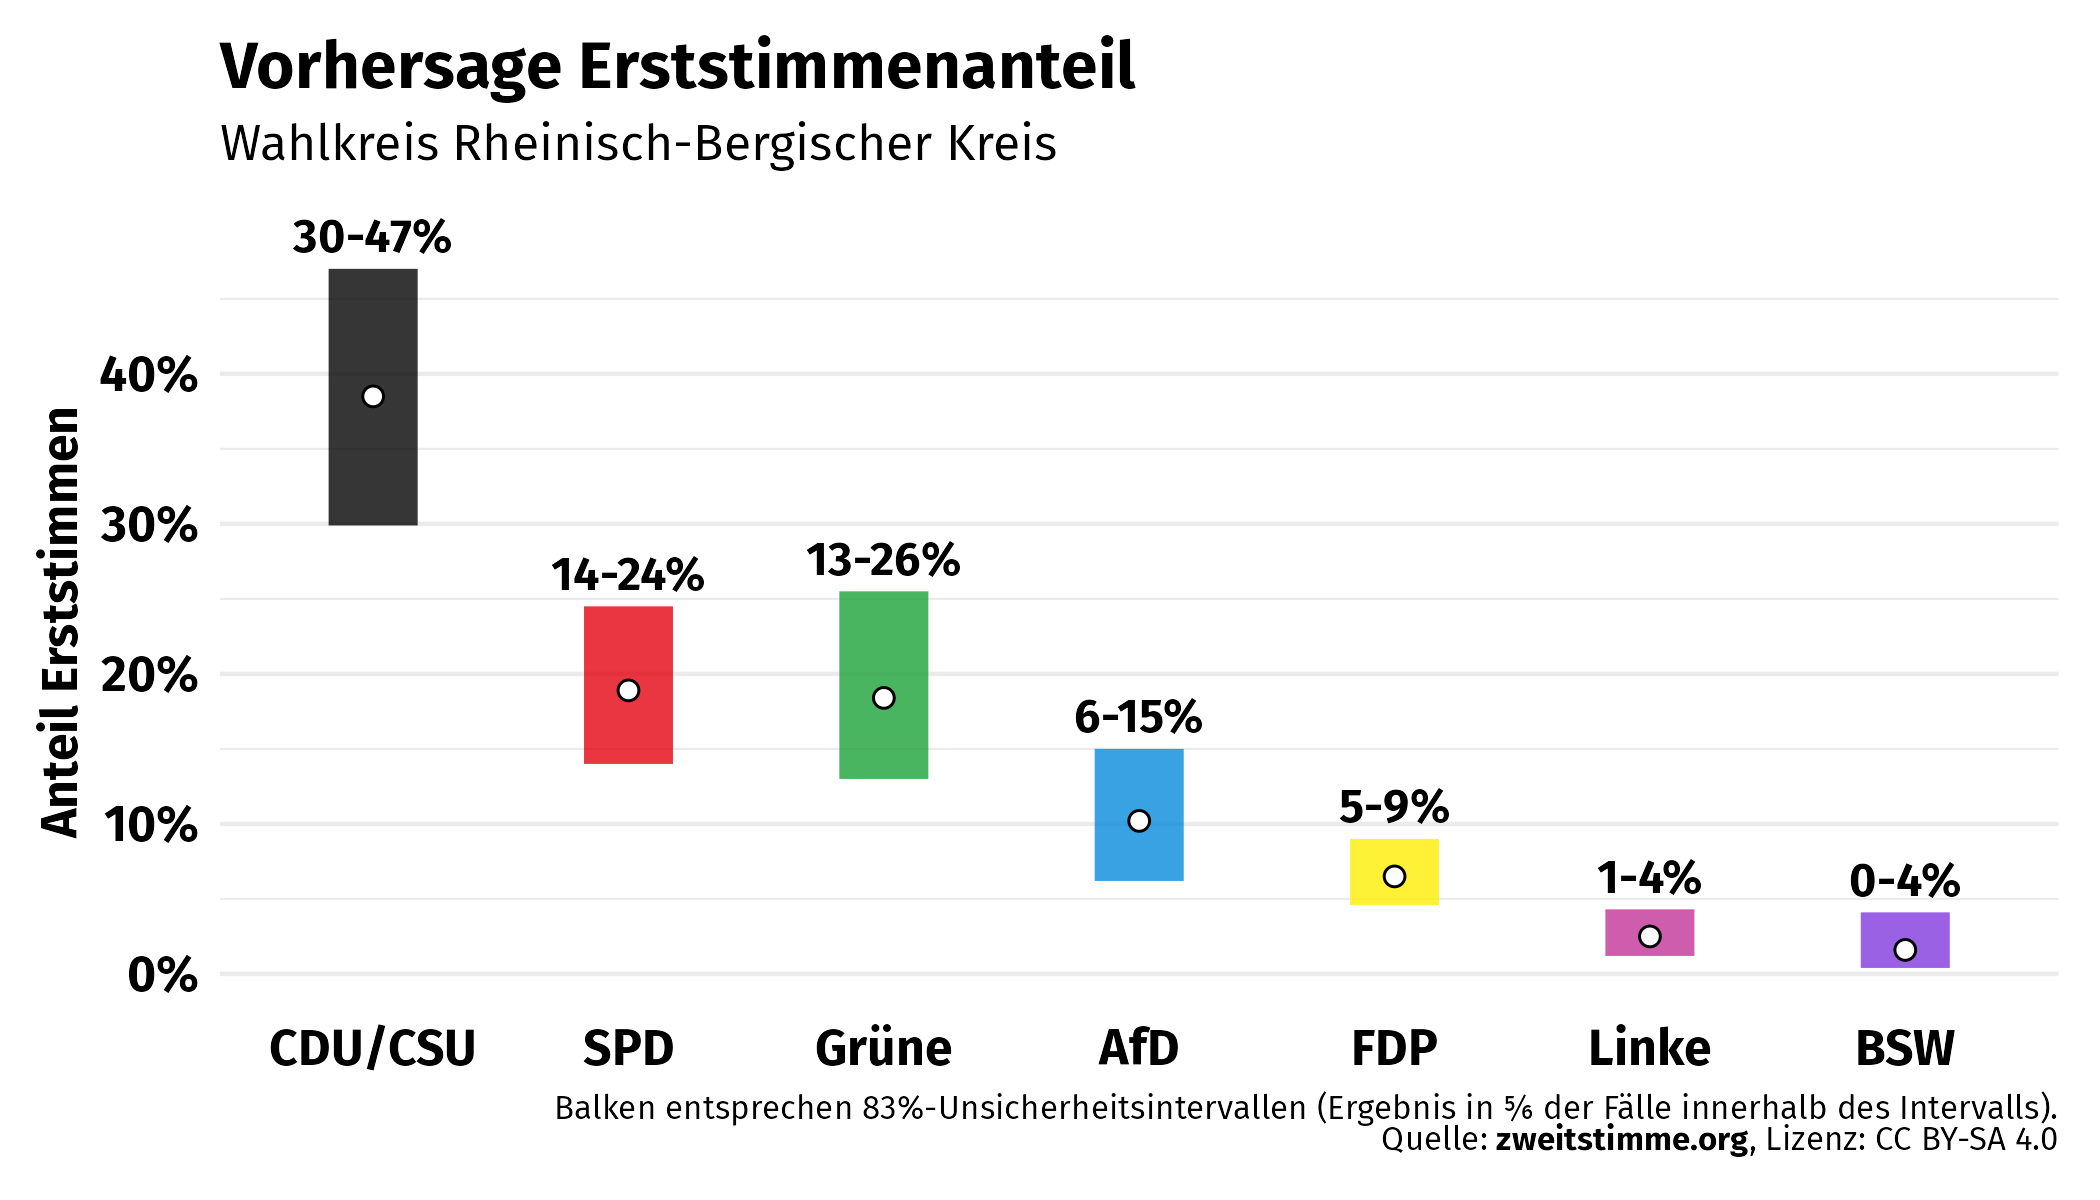 Vorhersage Erststimmenanteil
Wahlkreis Rheinisch-Bergischer Kreis
30-47%
14-24%
13-26%
6-15%
5-9%
1-4%
0-4%
Anteil Erststimmen
40%
30%
20%
10%
0%
CDU/CSU SPD Grüne AfD FDP Linke BSW
Balken entsprechen 83%-Unsicherheitsintervallen (Ergebnis in ⅚ der Fälle innerhalb des Intervalls).
Quelle: zweitstimme.org, Lizenz: CC BY-SA 4.0